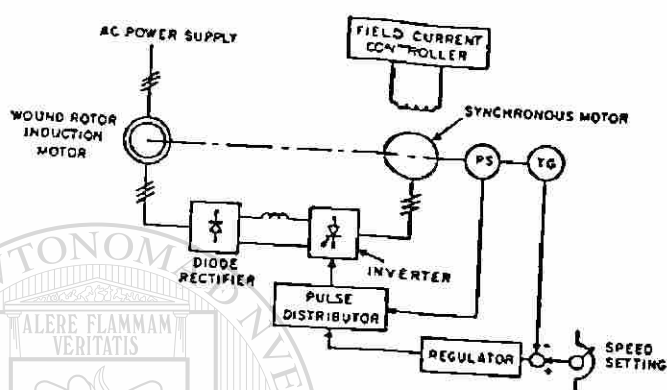 AC POWER SUPPLY
FIELD CURRENT
CONTROLLER
SYNCHRONOUS MOTOR
WOUND ROTOR
INDUCTION
MOTOR
PS
TG
DIODE
RECTIFIER
INVERTER
PULSE
DISTRIBUTOR
REGULATOR
-
+
SPEED
SETTING
ALERE FLAMMAM
VERITATIS